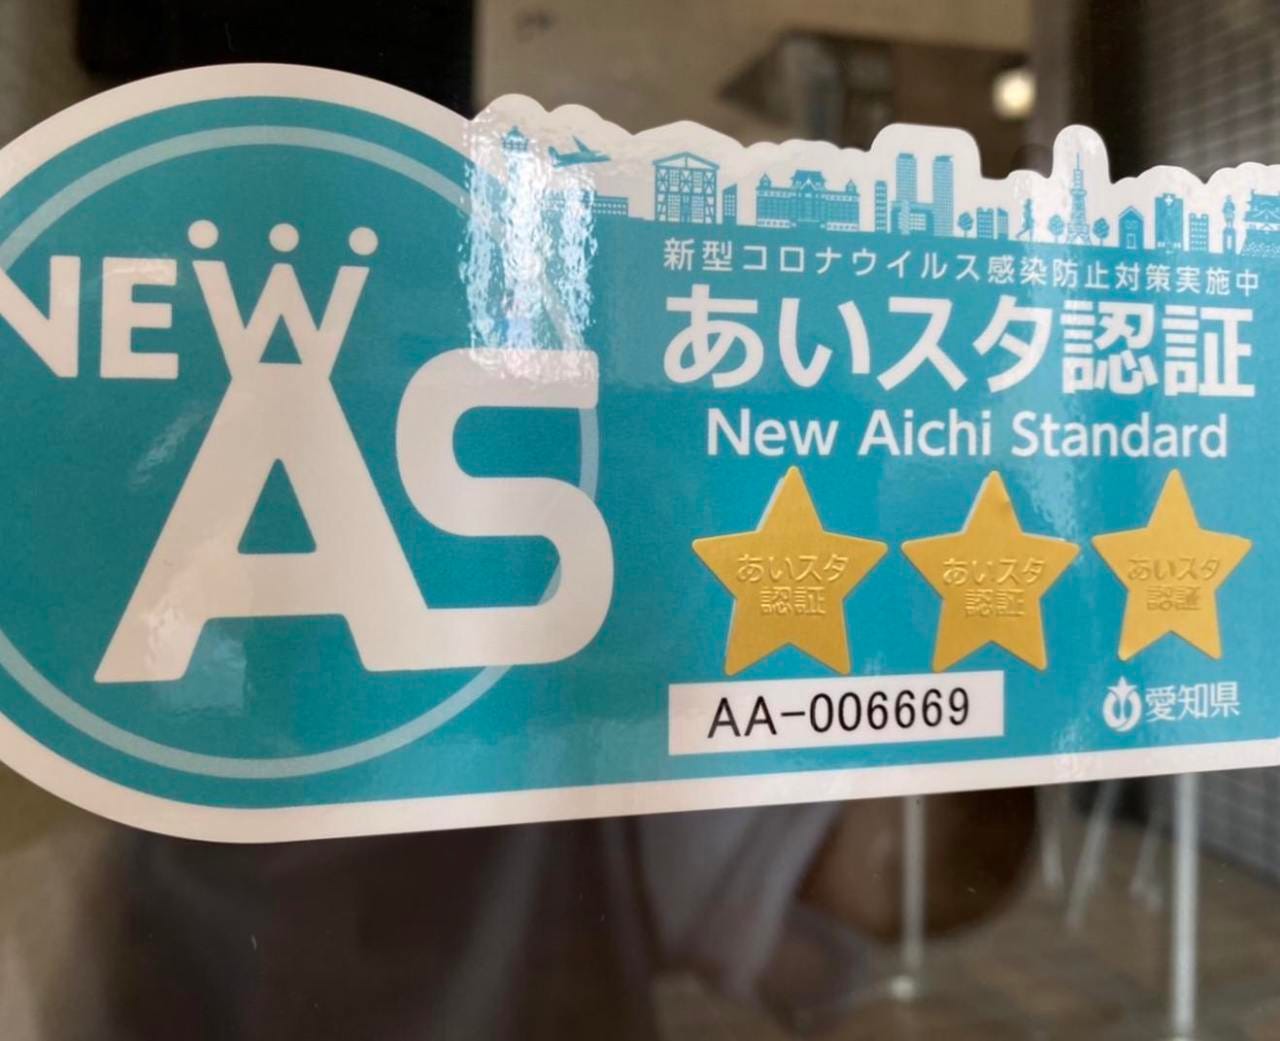 NEW
AS
新型コロナウイルス感染防止対策実施中
あいスタ認証
New Aichi Standard
あいスタ
認証
あいスタ
認証
あいスタ
認証
AA-006669
愛知県